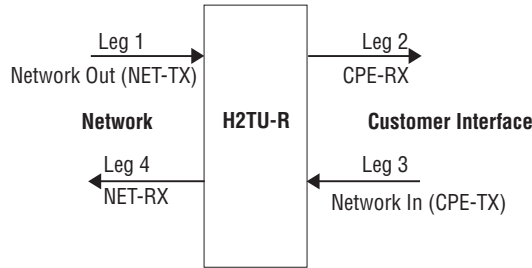 Leg 1
Network Out (NET-TX)
Leg 2
CPE-RX
Network
H2TU-R
Customer Interface
Leg 4
NET-RX
Leg 3
Network In (CPE-TX)